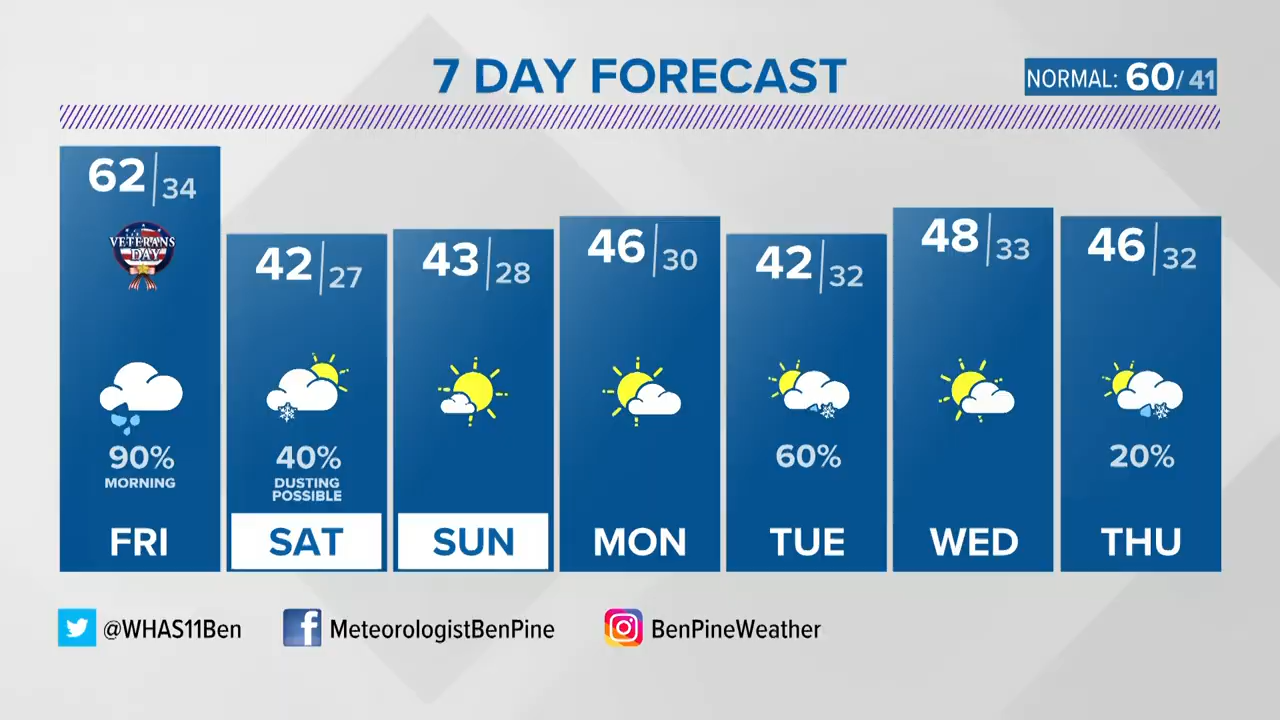 7 DAY FORECAST
NORMAL: 60/41
62/34
VETERANS
DAY
90%
MORNING
FRI
42/27
40%
DUSTING
POSSIBLE
SAT
43/28
SUN
46/30
MON
42/32
60%
TUE
48/33
WED
46/32
20%
THU
@WHAS11Ben
MeteorologistBenPine
BenPineWeather